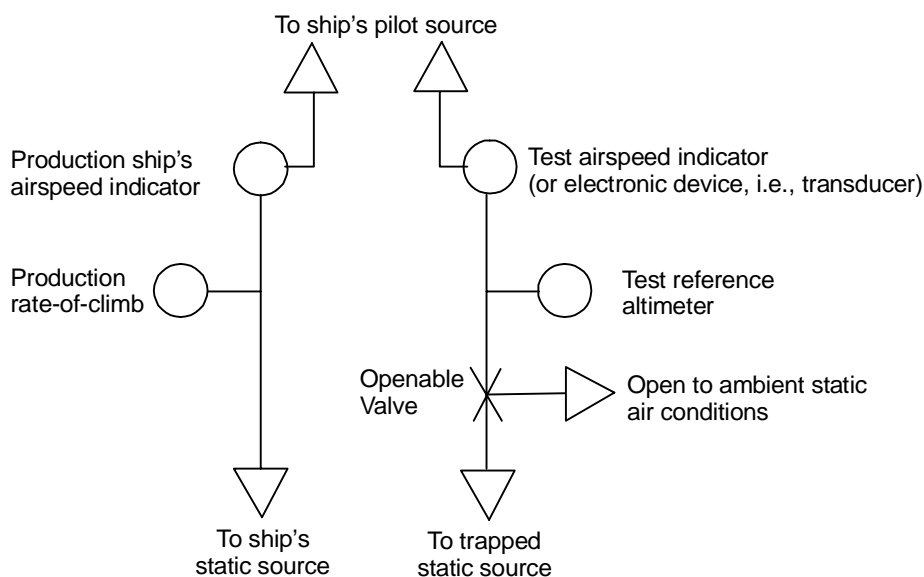 To ship's pilot source
Production ship's
airspeed indicator
Test airspeed indicator
(or electronic device, i.e., transducer)
Production
rate-of-climb
Test reference
altimeter
Openable
Valve
Open to ambient static
air conditions
To ship's
static source
To trapped
static source